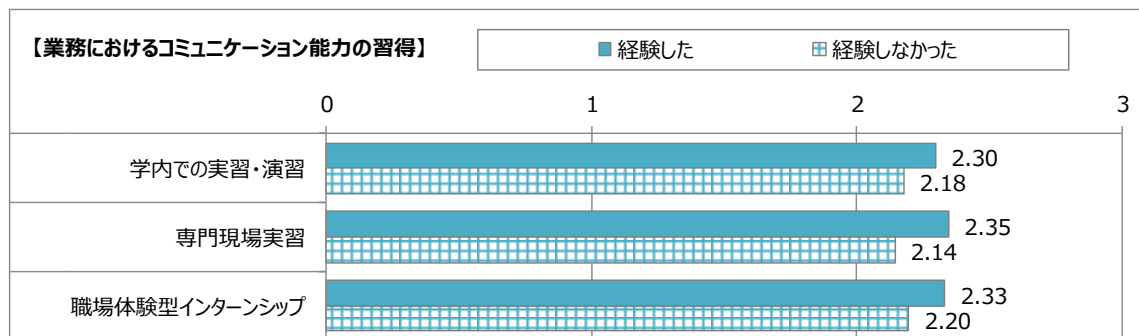 【業務におけるコミュニケーション能力の習得】
経験した 経験しなかった
0 1 2 3
学内での実習・演習
2.30
2.18
専門現場実習
2.35
2.14
職場体験型インターンシップ
2.33
2.20